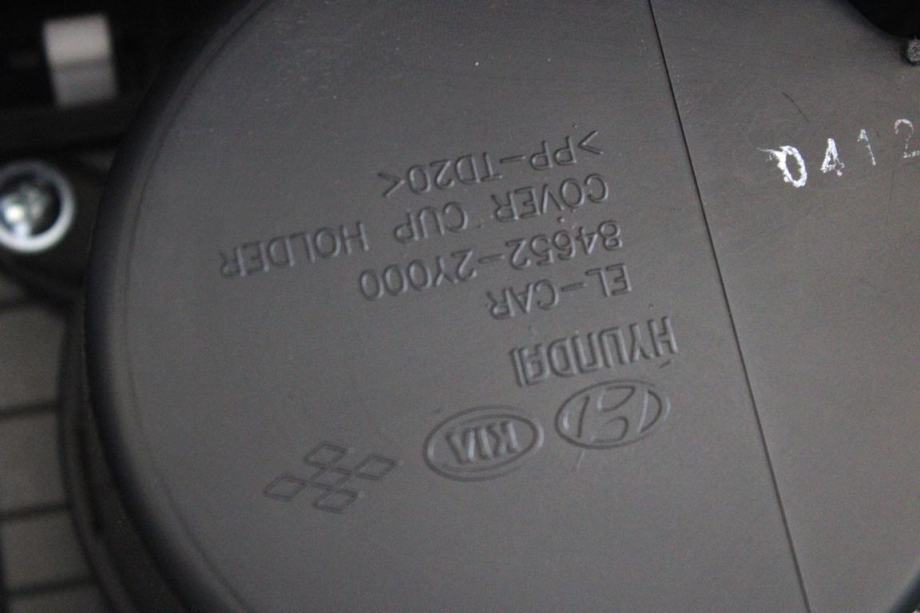 KIA
HYUNDAI
EL-CAR
84652-2Y000
COVER CUP HOLDER
>PP-TD20<
0412